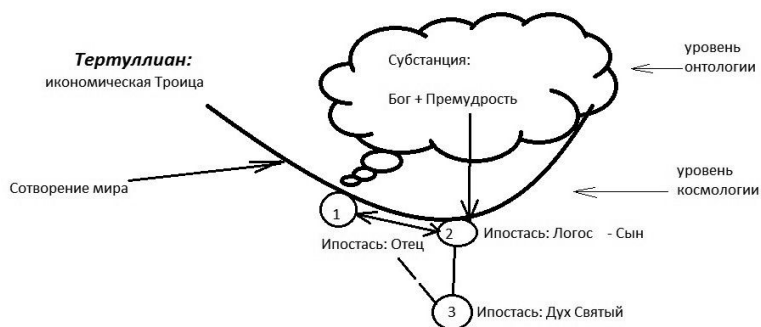 Тертуллиан:
икономическая Троица
Субстанция:
Бог + Премудрость
уровень
онтологии
уровень
космологии
Сотворение мира
1
2
Ипостась: Отец
Ипостась: Логос - Сын
3
Ипостась: Дух Святый